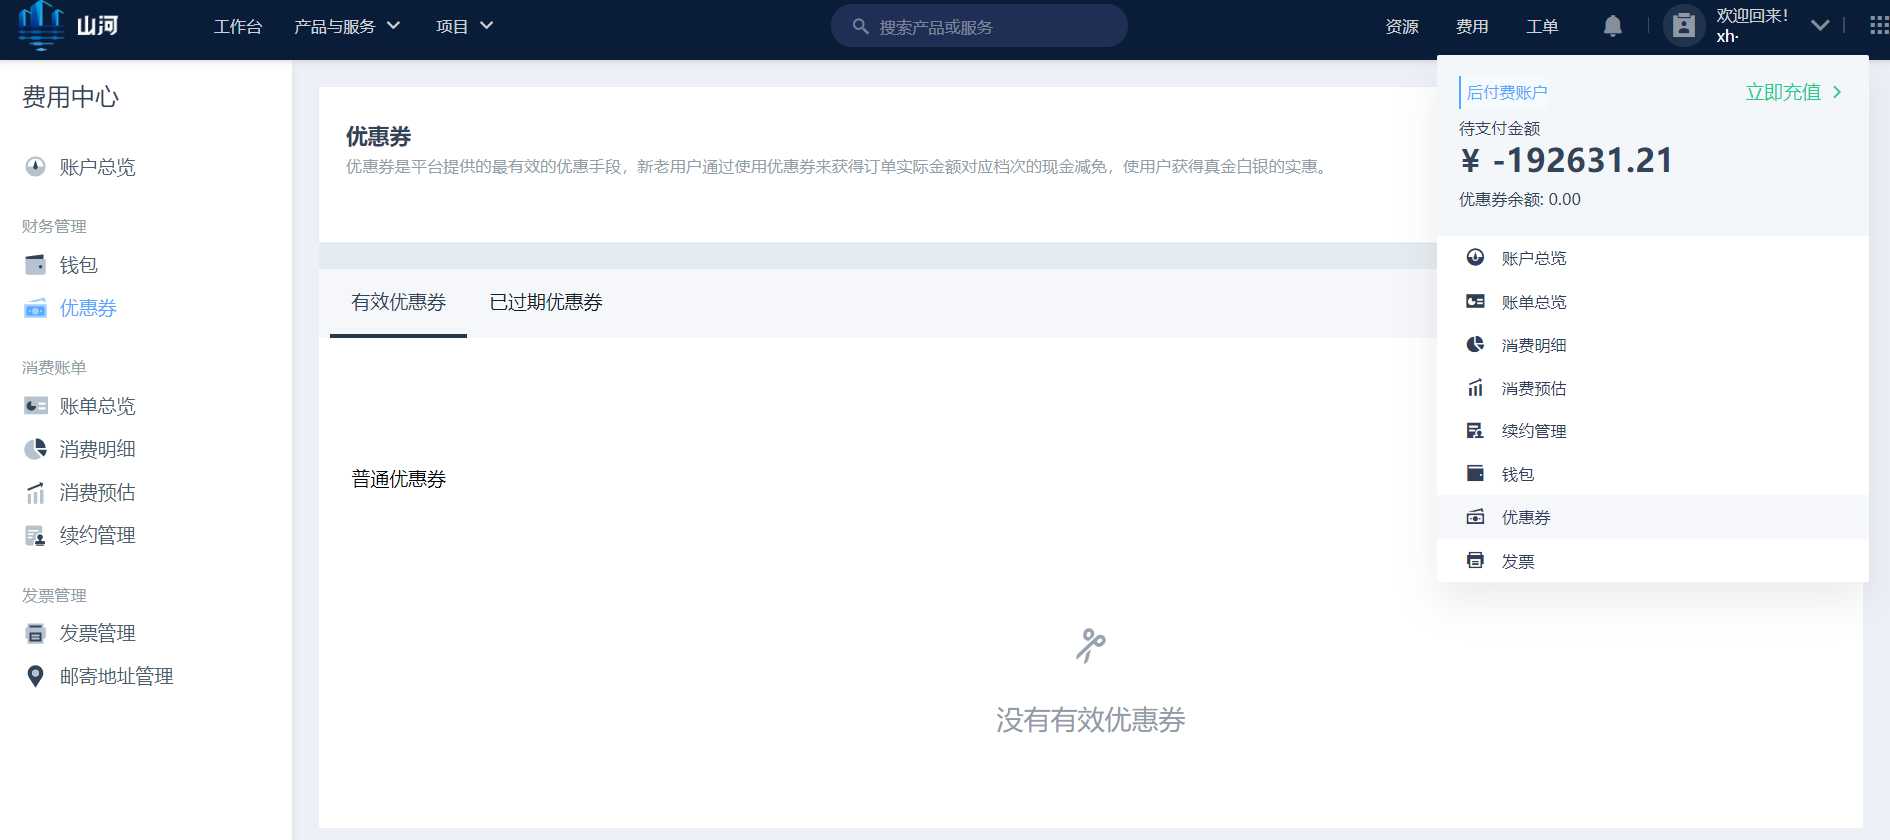 山河
工作台
产品与服务
项目
搜索产品或服务
资源
费用
工单
欢迎回来!
xh·
费用中心
账户总览
财务管理
钱包
优惠券
消费账单
账单总览
消费明细
消费预估
续约管理
发票管理
发票管理
邮寄地址管理
优惠券
优惠券是平台提供的最有效的优惠手段，新老用户通过使用优惠券来获得订单实际金额对应档次的现金减免，使用户获得真金白银的实惠。
有效优惠券
已过期优惠券
普通优惠券
没有有效优惠券
后付费账户
立即充值
待支付金额
¥ -192631.21
优惠券余额: 0.00
账户总览
账单总览
消费明细
消费预估
续约管理
钱包
优惠券
发票